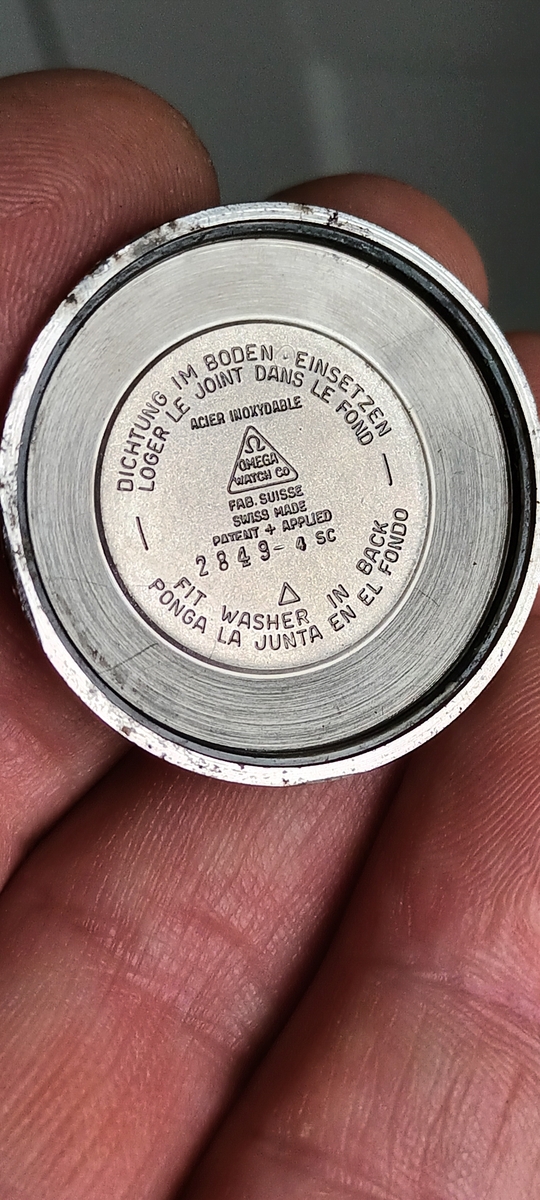 DICHTUNG IM BODEN · EINSETZEN
LOGER LE JOINT DANS LE FOND
ACIER INOXYDABLE
Ω
OMEGA
WATCH Co
FAB. SUISSE
SWISS MADE
PATENT + APPLIED
2849-4 SC
FIT WASHER IN BACK
PONGA LA JUNTA EN EL FONDO